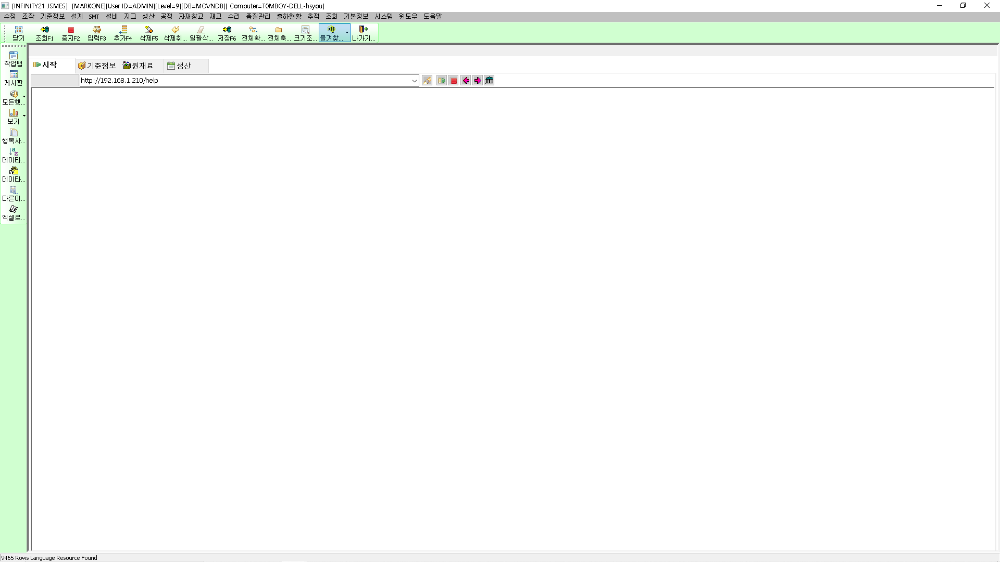 [INFINITY21 JSMES] [MARKONE][User ID=ADMIN][Level=9][DB=MOVNDB][ Computer=T0MBOY-DELL-hsyou]
수정 조작 기준정보 설계 SMT 설비 지그 생산 공정 자재창고 재고 수리 품질관리 출하현황 추적 조회 기본정보 시스템 윈도우 도움말
닫기 조회F1 중지F2 입력F3 추가F4 삭제F5 삭제취... 일괄삭... 저장F6 전체확... 전체축... 크기조... 즐겨찾... 나가기...
작업탭
게시판
모든행...
보기
행복사...
데이타...
데이타...
다른이...
엑셀로...
시작 기준정보 원재료 생산
http://192.168.1.210/help
9465 Rows Language Resource Found